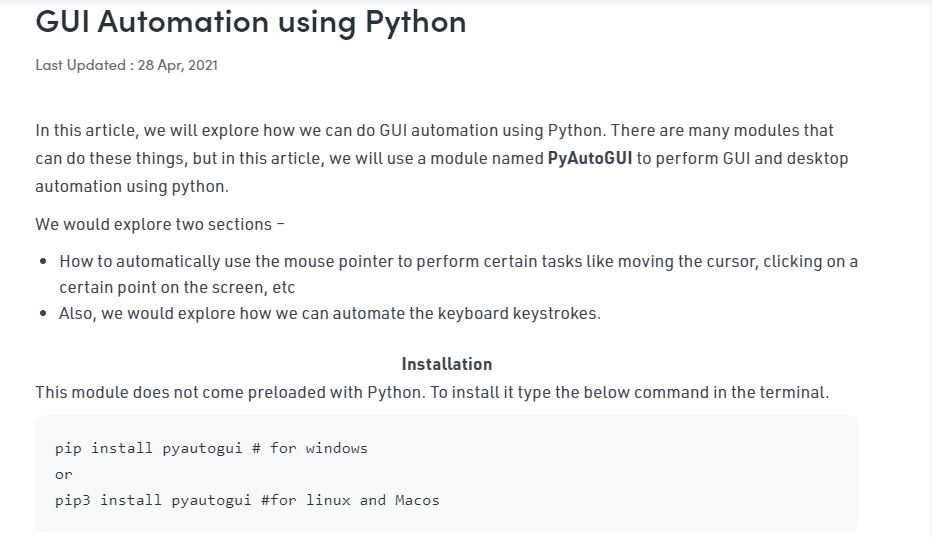 GUI Automation using Python
Last Updated : 28 Apr, 2021
In this article, we will explore how we can do GUI automation using Python. There are many modules that
can do these things, but in this article, we will use a module named PyAutoGUI to perform GUI and desktop
automation using python.
We would explore two sections –
• How to automatically use the mouse pointer to perform certain tasks like moving the cursor, clicking on a
certain point on the screen, etc
• Also, we would explore how we can automate the keyboard keystrokes.
Installation
This module does not come preloaded with Python. To install it type the below command in the terminal.
pip install pyautogui # for windows
or
pip3 install pyautogui #for linux and Macos